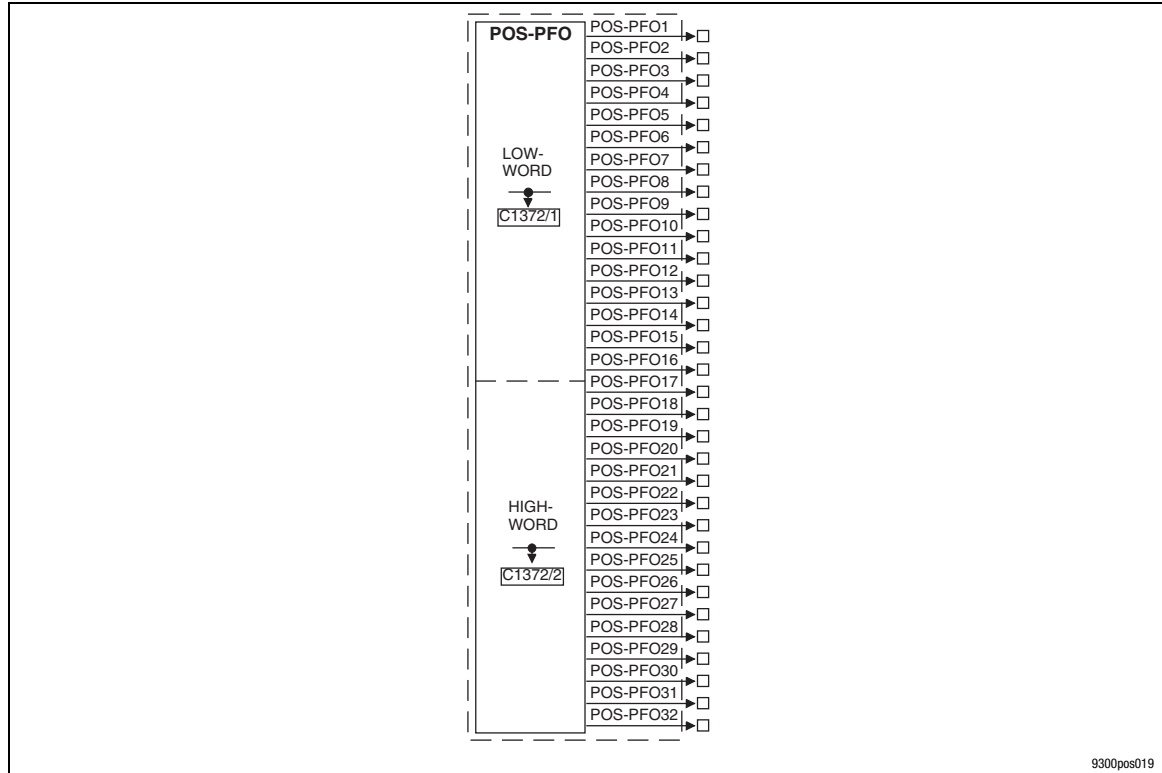 POS-PFO
LOW-
WORD
C1372/1
HIGH-
WORD
C1372/2
POS-PFO1
POS-PFO2
POS-PFO3
POS-PFO4
POS-PFO5
POS-PFO6
POS-PFO7
POS-PFO8
POS-PFO9
POS-PFO10
POS-PFO11
POS-PFO12
POS-PFO13
POS-PFO14
POS-PFO15
POS-PFO16
POS-PFO17
POS-PFO18
POS-PFO19
POS-PFO20
POS-PFO21
POS-PFO22
POS-PFO23
POS-PFO24
POS-PFO25
POS-PFO26
POS-PFO27
POS-PFO28
POS-PFO29
POS-PFO30
POS-PFO31
POS-PFO32
9300pos019